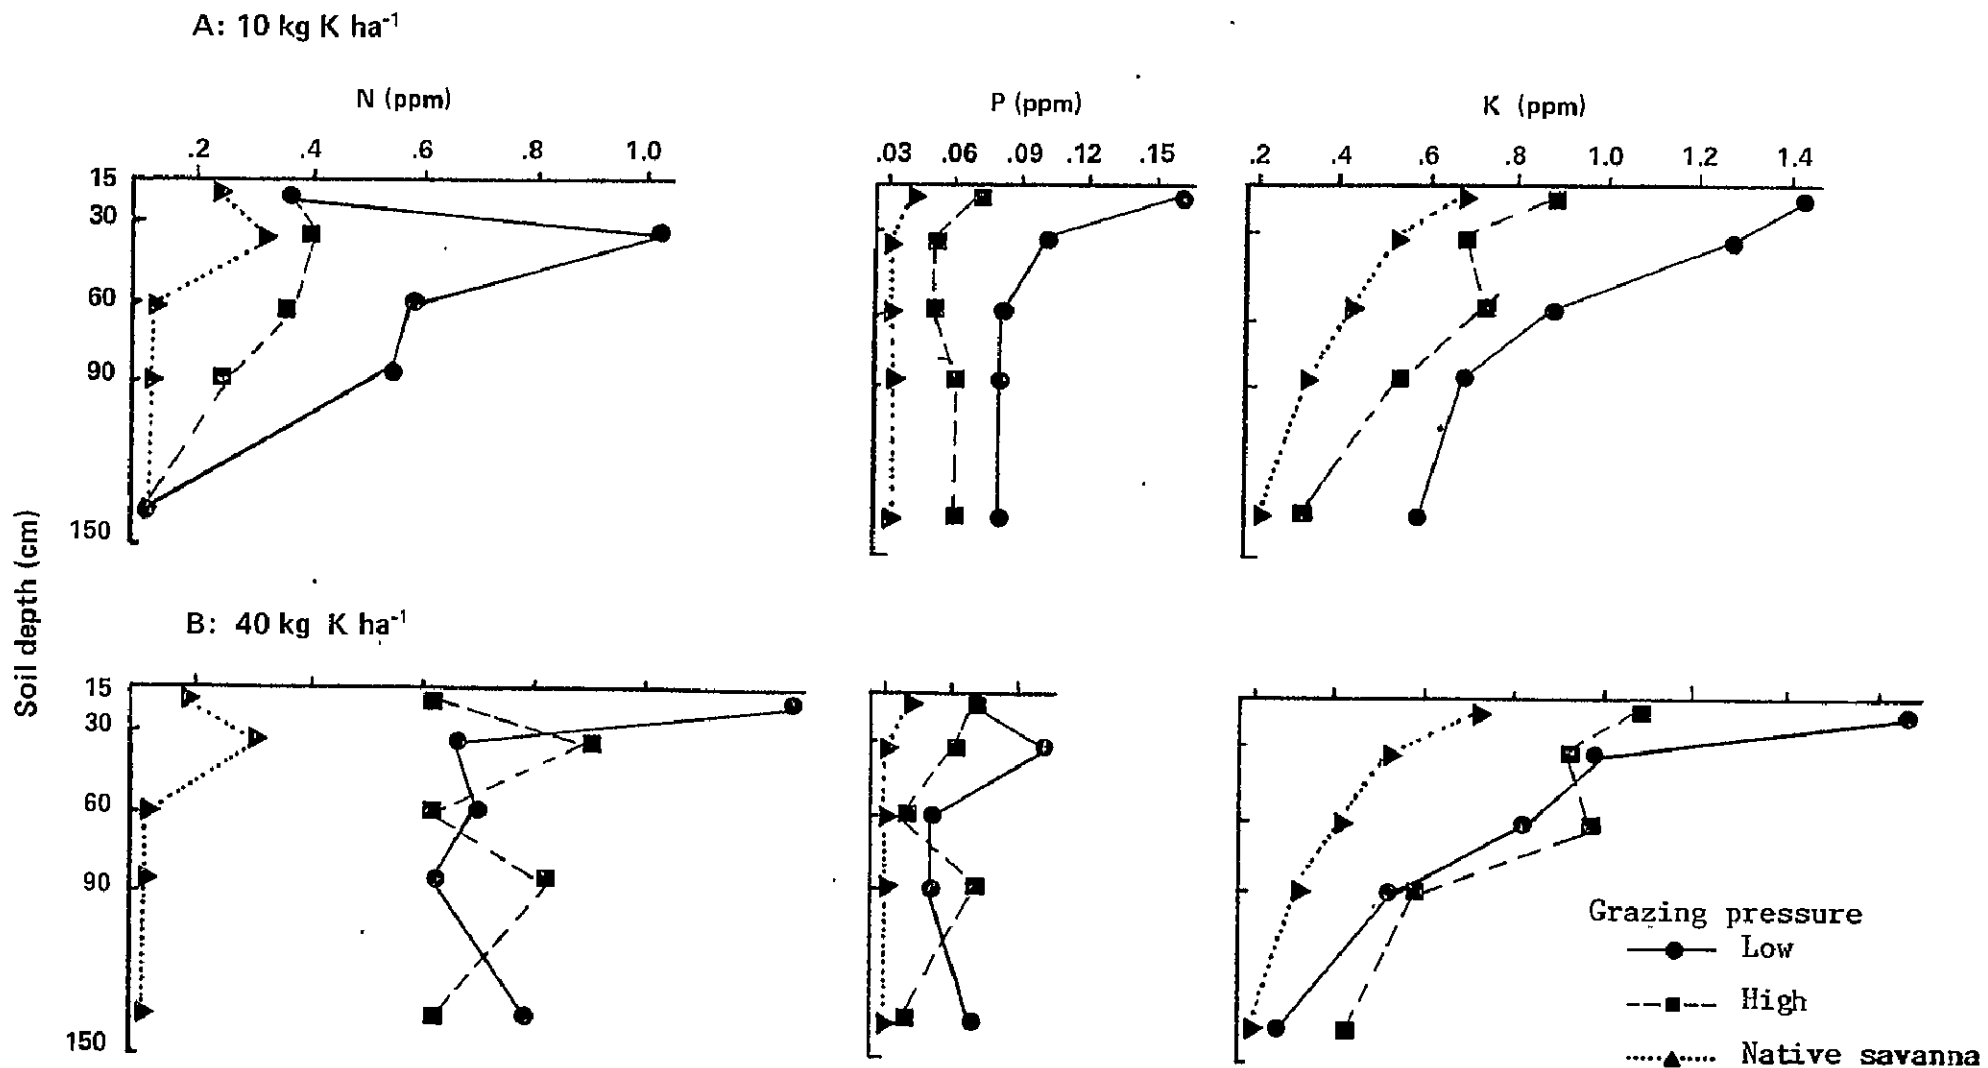 A: 10 kg K ha-1
N (ppm)
P (ppm)
K (ppm)
.2 .4 .6 .8 1.0
.03 .06 .09 .12 .15
.2 .4 .6 .8 1.0 1.2 1.4
15
30
60
90
150
Soil depth (cm)
B: 40 kg K ha-1
15
30
60
90
150
Grazing pressure
Low
High
Native savanna